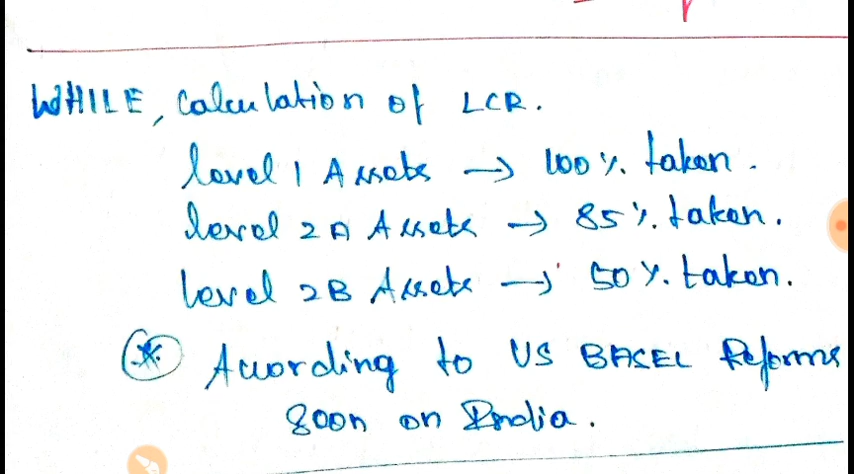 WHILE, Calculation of LCR.
level 1 Assets → 100%. taken.
level 2A Assets → 85%. taken.
level 2B Assets → 50%. taken.
* According to US BASEL Reforms
soon on India.